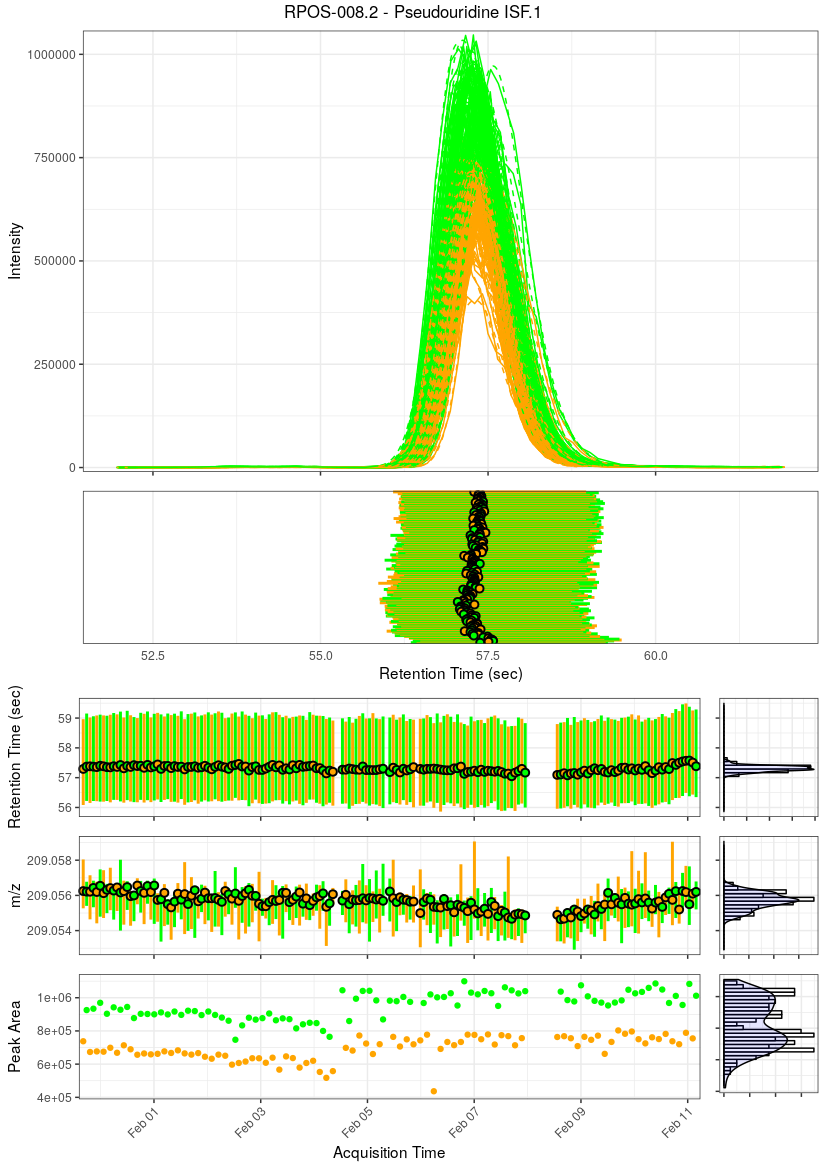 RPOS-008.2 - Pseudouridine ISF.1
1000000
750000
500000
250000
0
Intensity
52.5 55.0 57.5 60.0
Retention Time (sec)
59
58
57
56
Retention Time (sec)
209.058
209.056
209.054
m/z
1e+06
8e+05
6e+05
4e+05
Peak Area
Feb 01 Feb 03 Feb 05 Feb 07 Feb 09 Feb 11
Acquisition Time